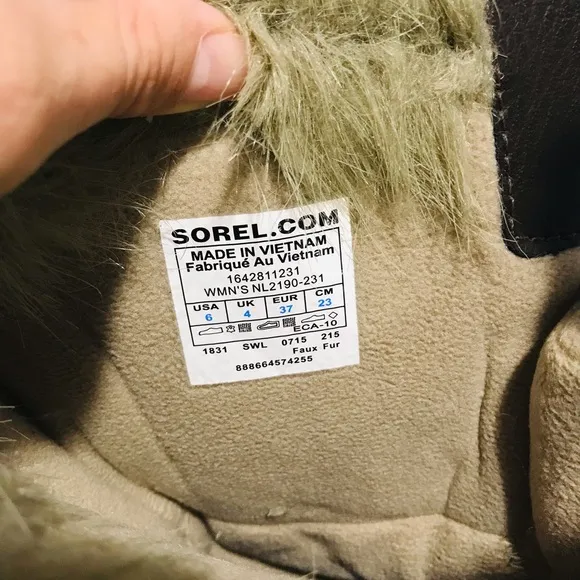 SOREL.COM
MADE IN VIETNAM
Fabriqué Au Vietnam
1642811231
WMN'S NL2190-231
USA UK EUR CM
6 4 37 23
ECA-10
1831 SWL 0715 215
Faux Fur
888664574255